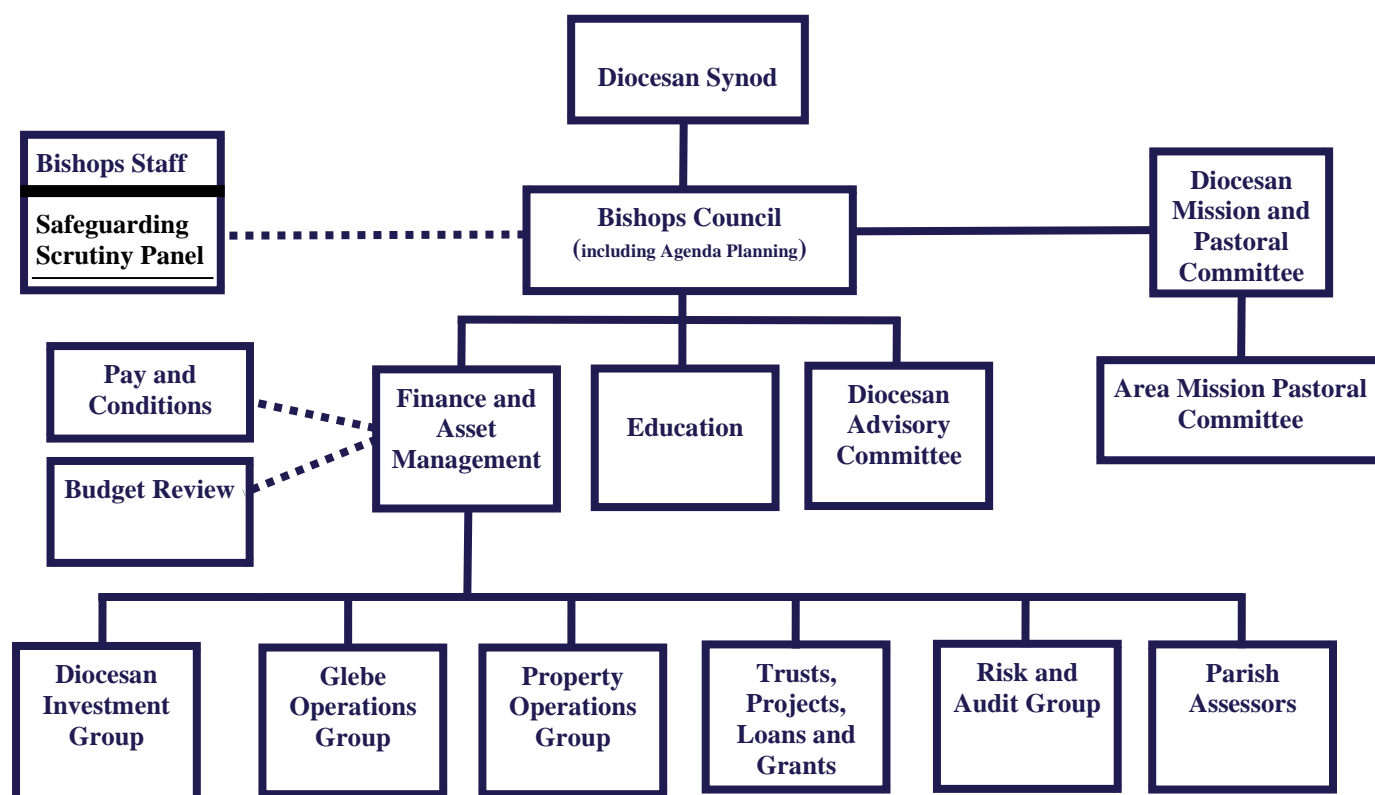 Diocesan Synod
Bishops Staff
Safeguarding
Scrutiny Panel
Bishops Council
(including Agenda Planning)
Diocesan
Mission and
Pastoral
Committee
Pay and
Conditions
Budget Review
Finance and
Asset
Management
Education
Diocesan
Advisory
Committee
Area Mission Pastoral
Committee
Diocesan
Investment
Group
Glebe
Operations
Group
Property
Operations
Group
Trusts,
Projects,
Loans and
Grants
Risk and
Audit Group
Parish
Assessors